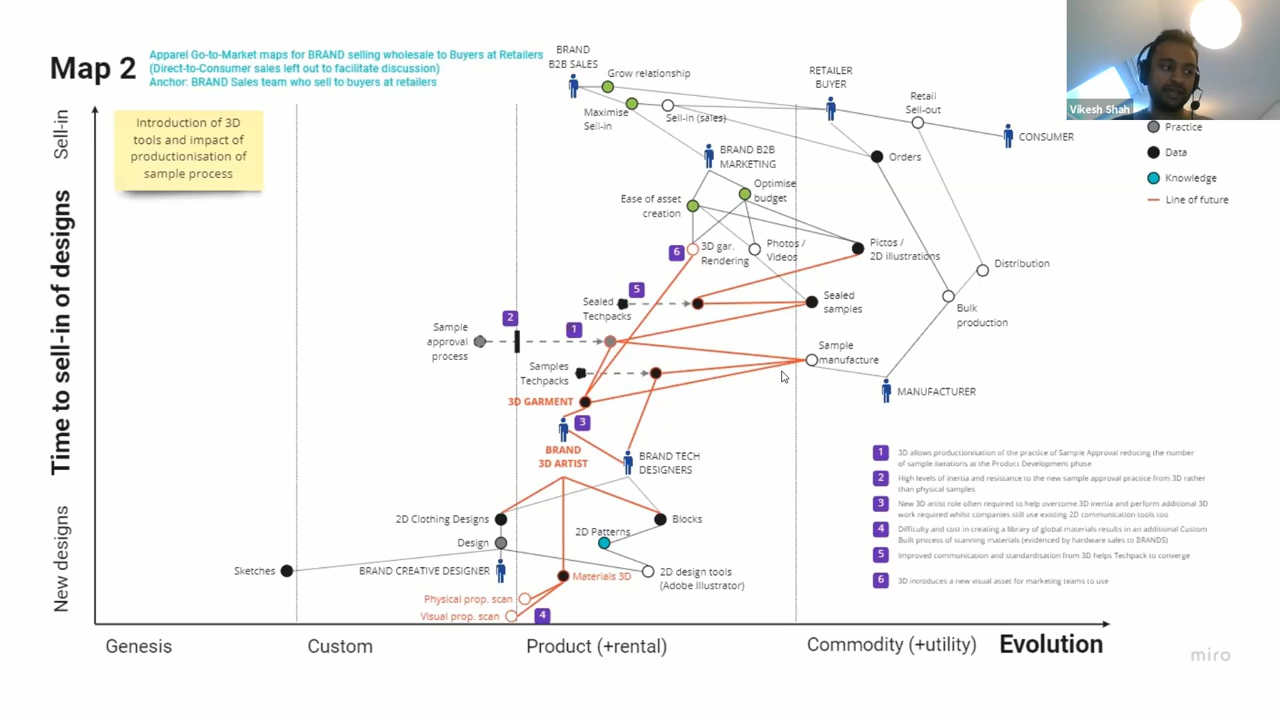 Map 2
Apparel Go-to-Market maps for BRAND selling wholesale to Buyers at Retailers
(Direct-to-Consumer sales left out to facilitate discussion)
Anchor: BRAND Sales team who sell to buyers at retailers
Introduction of 3D
tools and impact of
productionisation of
sample process
Sell-in
Time to sell-in of designs
New designs
BRAND
B2B SALES
Grow relationship
Maximise
Sell-in
Sell-in (sales)
RETAILER
BUYER
Retail
Sell-out
CONSUMER
Vikesh Shah
Practice
Data
Knowledge
Line of future
BRAND B2B
MARKETING
Orders
Ease of asset
creation
Optimise
budget
6
3D gar.
Rendering
Photos /
Videos
Pictos /
2D illustrations
Distribution
5
Sealed
Techpacks
Sealed
samples
Bulk
production
2
1
Sample
approval
process
Sample
manufacture
Samples
Techpacks
MANUFACTURER
3D GARMENT
3
BRAND
3D ARTIST
BRAND TECH
DESIGNERS
2D Clothing Designs
Blocks
Design
2D Patterns
Sketches
BRAND CREATIVE DESIGNER
Materials 3D
2D design tools
(Adobe Illustrator)
Physical prop. scan
Visual prop. scan
4
1 3D allows productionisation of the practice of Sample Approval reducing the number
of sample iterations at the Product Development phase
2 High levels of inertia and resistance to the new sample approval practice from 3D rather
than physical samples
3 New 3D artist role often required to help overcome 3D inertia and perform additional 3D
work required whilst companies still use existing 2D communication tools too
4 Difficulty and cost in creating a library of global materials results in an additional Custom
Built process of scanning materials (evidenced by hardware sales to BRANDS)
5 Improved communication and standardisation from 3D helps Techpack to converge
6 3D introduces a new visual asset for marketing teams to use
Genesis
Custom
Product (+rental)
Commodity (+utility)
Evolution
miro